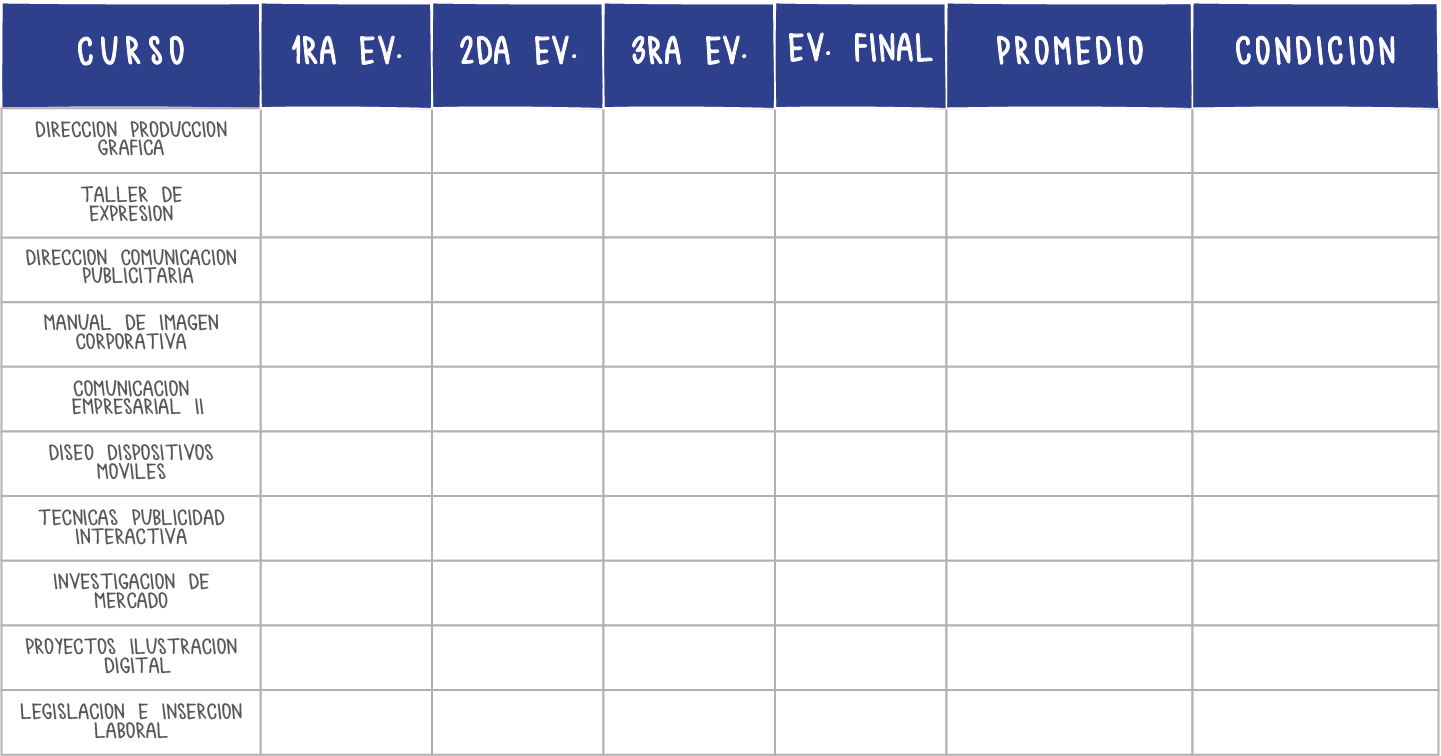 CURSO 1RA EV. 2DA EV. 3RA EV. EV. FINAL PROMEDIO CONDICION
DIRECCION PRODUCCION
GRAFICA
TALLER DE
EXPRESION
DIRECCION COMUNICACION
PUBLICITARIA
MANUAL DE IMAGEN
CORPORATIVA
COMUNICACION
EMPRESARIAL II
DISEO DISPOSITIVOS
MOVILES
TECNICAS PUBLICIDAD
INTERACTIVA
INVESTIGACION DE
MERCADO
PROYECTOS ILUSTRACION
DIGITAL
LEGISLACION E INSERCION
LABORAL